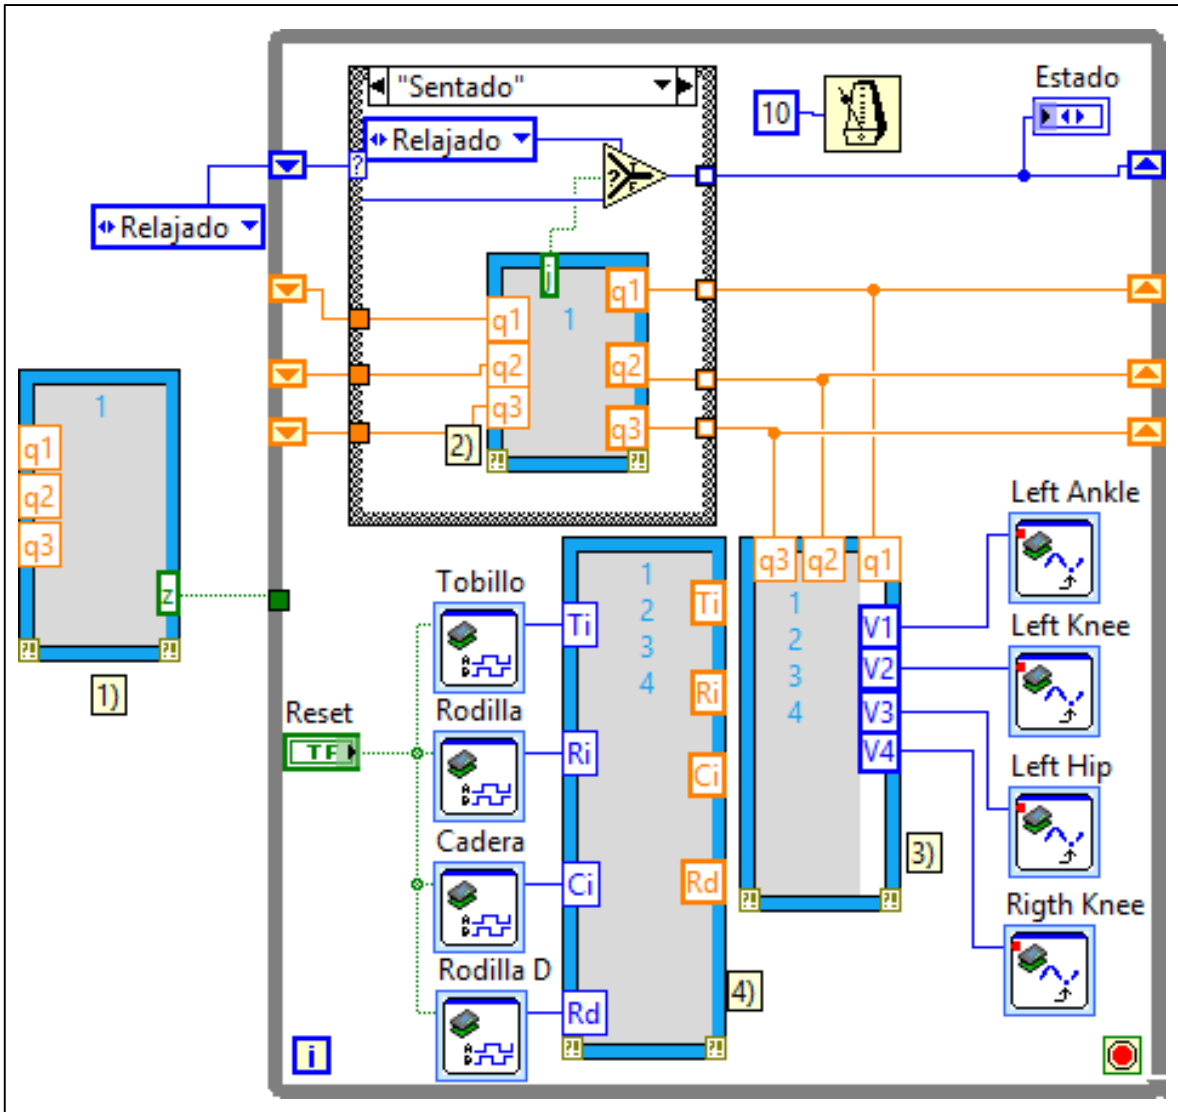 "Sentado"
Relajado
?
?
T
F
10
Estado
Relajado
j
1
q1
q2
q3
q1
q2
q3
2)
1
q1
q2
q3
z
1)
Reset
TF
Tobillo
Rodilla
Cadera
Rodilla D
Ti
Ri
Ci
Rd
1
2
3
4
Ti
Ri
Ci
Rd
4)
q3
q2
q1
1
2
3
4
V1
V2
V3
V4
3)
Left Ankle
Left Knee
Left Hip
Rigth Knee
i